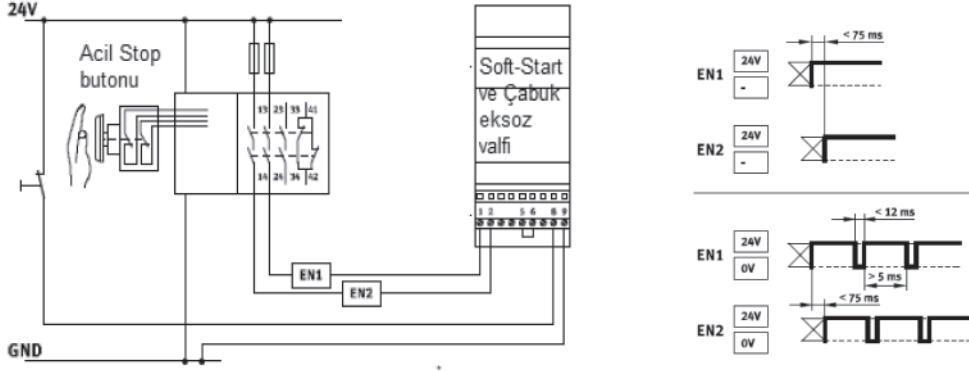 24V
Acil Stop
butonu
13 23 33 41
14 24 34 42
Soft-Start
ve Çabuk
eksoz
valfi
1 2 5 6 8 9
EN1
EN2
GND
< 75 ms
EN1
24V
-
EN2
24V
-
< 12 ms
EN1
24V
0V
> 5 ms
< 75 ms
EN2
24V
0V